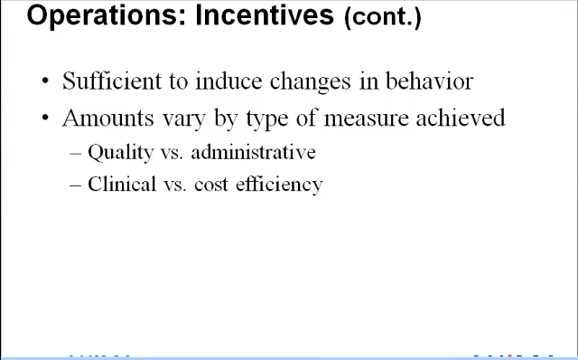 Operations: Incentives (cont.)
• Sufficient to induce changes in behavior
• Amounts vary by type of measure achieved
– Quality vs. administrative
– Clinical vs. cost efficiency